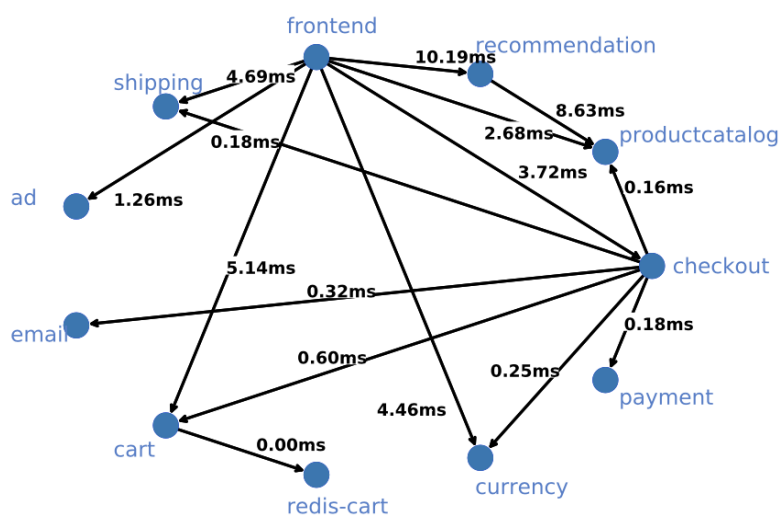 frontend
recommendation
10.19ms
4.69ms
shipping
8.63ms
2.68ms
productcatalog
0.18ms
3.72ms
0.16ms
ad
1.26ms
5.14ms
checkout
0.32ms
email
0.18ms
0.60ms
0.25ms
payment
4.46ms
cart
0.00ms
currency
redis-cart